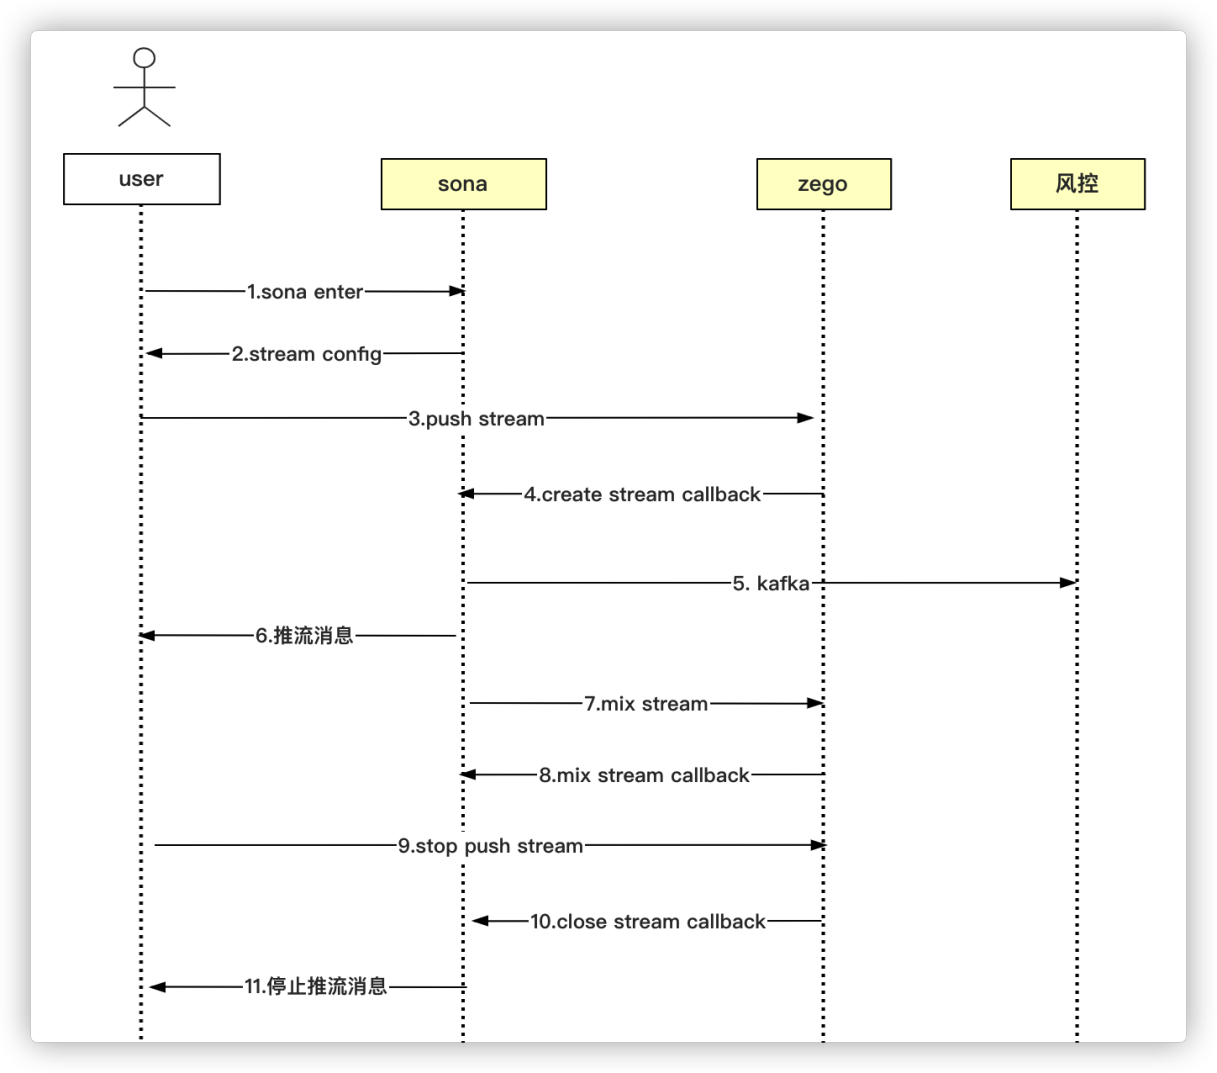 user
sona
zego
风控
1.sona enter
2.stream config
3.push stream
4.create stream callback
5. kafka
6.推流消息
7.mix stream
8.mix stream callback
9.stop push stream
10.close stream callback
11.停止推流消息